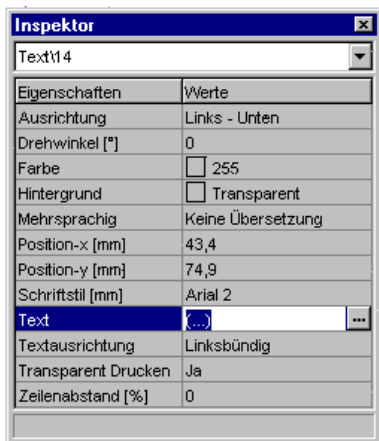 Inspektor
Text\14
Eigenschaften Werte
Ausrichtung Links - Unten
Drehwinkel [°] 0
Farbe 255
Hintergrund Transparent
Mehrsprachig Keine Übersetzung
Position-x [mm] 43,4
Position-y [mm] 74,9
Schriftstil [mm] Arial 2
Text (...) ...
Textausrichtung Linksbündig
Transparent Drucken Ja
Zeilenabstand [%] 0